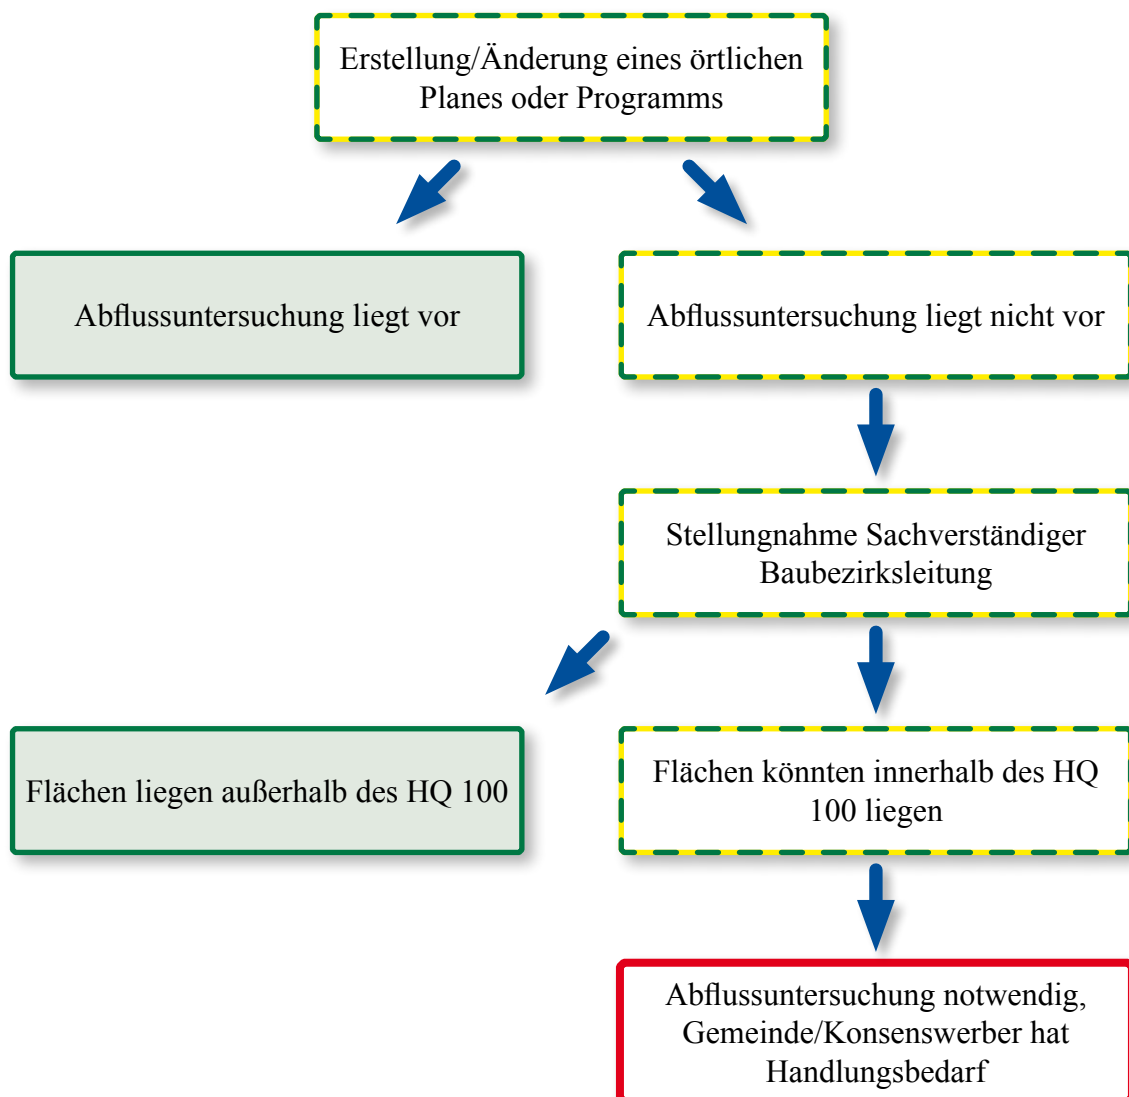 Erstellung/Änderung eines örtlichen
Planes oder Programms
Abflussuntersuchung liegt vor
Abflussuntersuchung liegt nicht vor
Stellungnahme Sachverständiger
Baubezirksleitung
Flächen liegen außerhalb des HQ 100
Flächen könnten innerhalb des HQ
100 liegen
Abflussuntersuchung notwendig,
Gemeinde/Konsenswerber hat
Handlungsbedarf